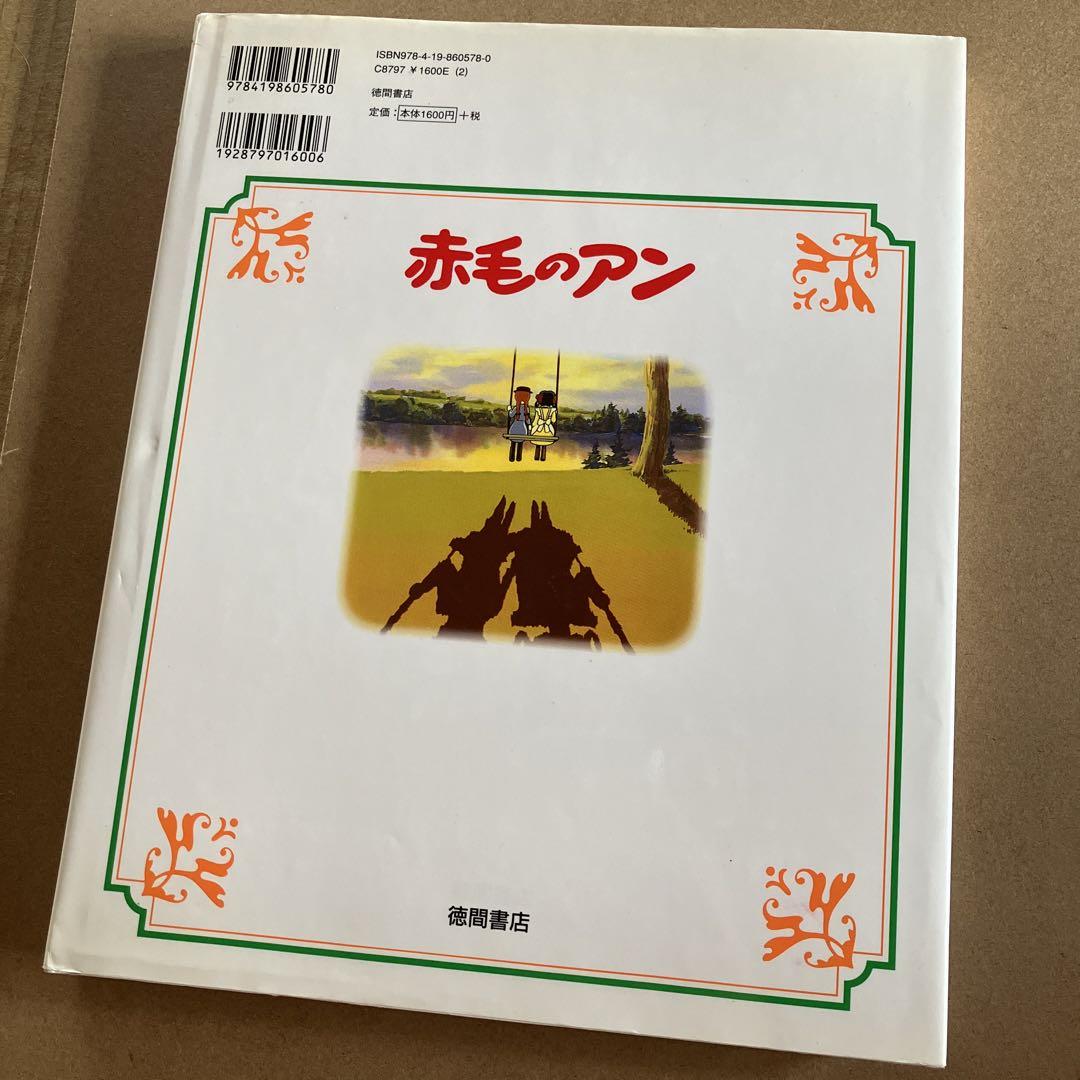 ISBN978-4-19-860578-0
C8797 ¥1600E (2)
9784198605780
徳間書店
定価：本体1600円+税
1928797016006
赤毛のアン
徳間書店